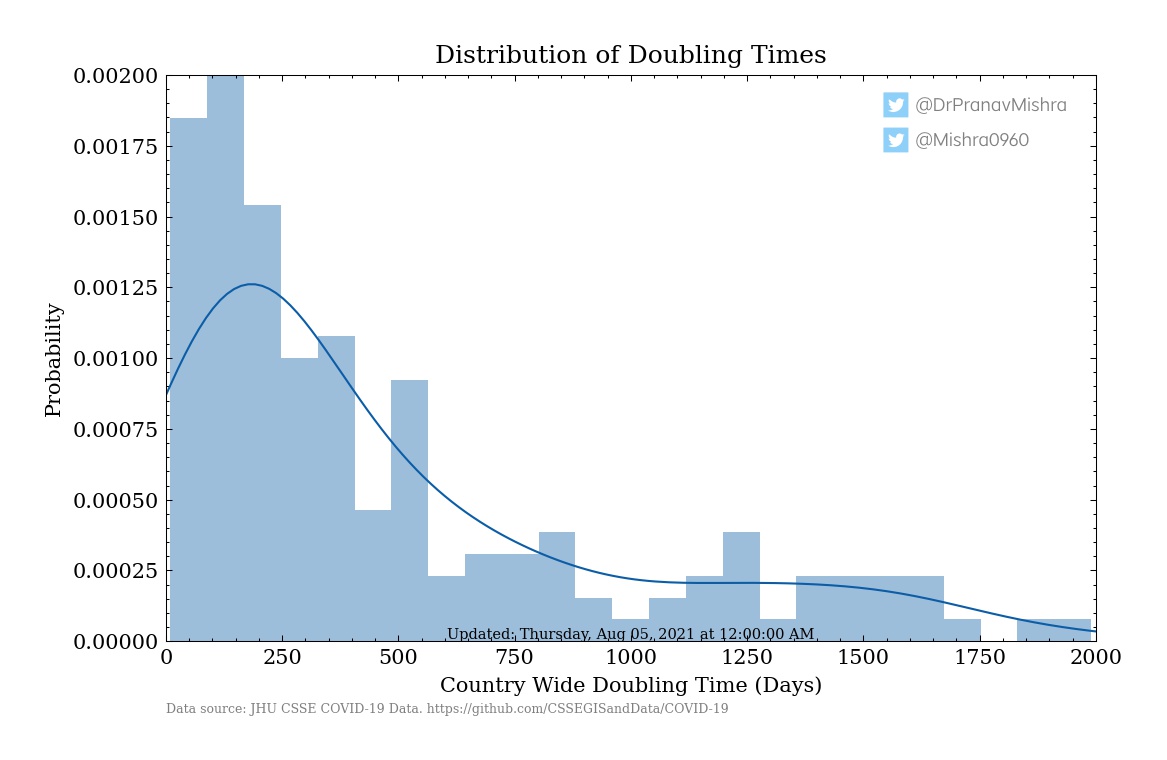 Distribution of Doubling Times
0.00200
0.00175
0.00150
0.00125
0.00100
0.00075
0.00050
0.00025
0.00000
Probability
@DrPranavMishra
@Mishra0960
Updated: Thursday, Aug 05, 2021 at 12:00:00 AM
0 250 500 750 1000 1250 1500 1750 2000
Country Wide Doubling Time (Days)
Data source: JHU CSSE COVID-19 Data. https://github.com/CSSEGISandData/COVID-19